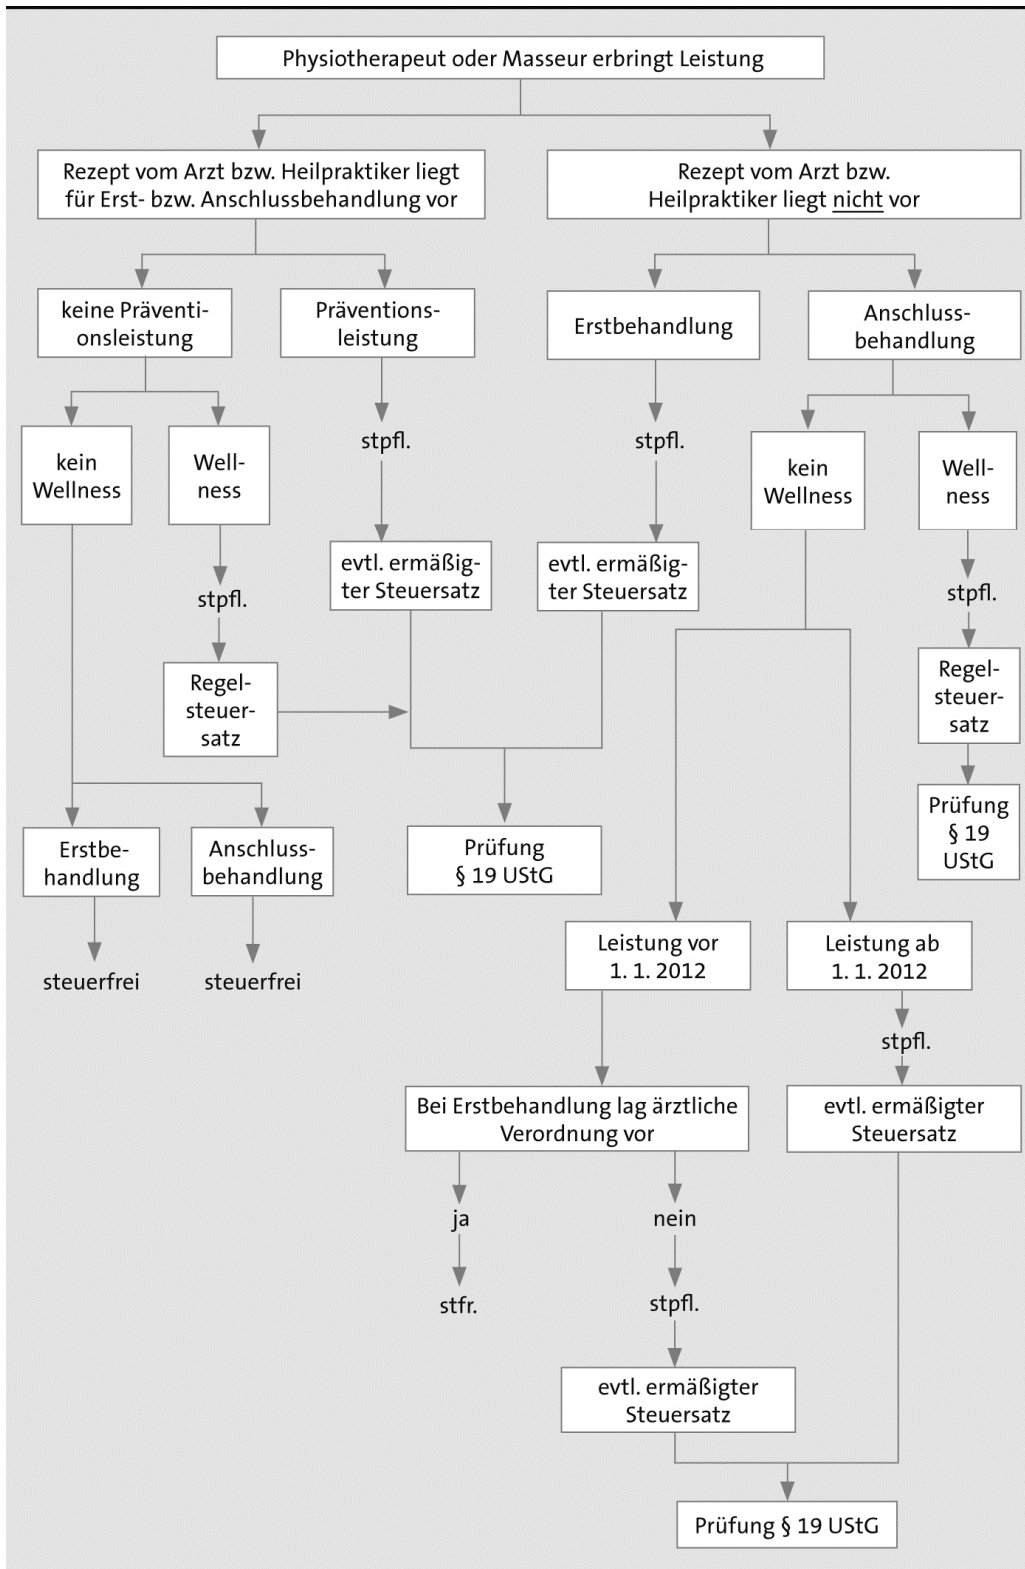 Physiotherapeut oder Masseur erbringt Leistung
Rezept vom Arzt bzw. Heilpraktiker liegt
für Erst- bzw. Anschlussbehandlung vor
Rezept vom Arzt bzw.
Heilpraktiker liegt nicht vor
keine Präventi-
onsleistung
Präventions-
leistung
Erstbehandlung
Anschluss-
behandlung
kein
Wellness
Well-
ness
stpfl.
stpfl.
kein
Wellness
Well-
ness
evtl. ermäßig-
ter Steuersatz
evtl. ermäßig-
ter Steuersatz
stpfl.
stpfl.
Regel-
steuer-
satz
Regel-
steuer-
satz
Erstbe-
handlung
Anschluss-
behandlung
Prüfung
§ 19 UStG
Prüfung
§ 19
UStG
steuerfrei
steuerfrei
Leistung vor
1. 1. 2012
Leistung ab
1. 1. 2012
stpfl.
Bei Erstbehandlung lag ärztliche
Verordnung vor
evtl. ermäßigter
Steuersatz
ja
nein
stfr.
stpfl.
evtl. ermäßigter
Steuersatz
Prüfung § 19 UStG